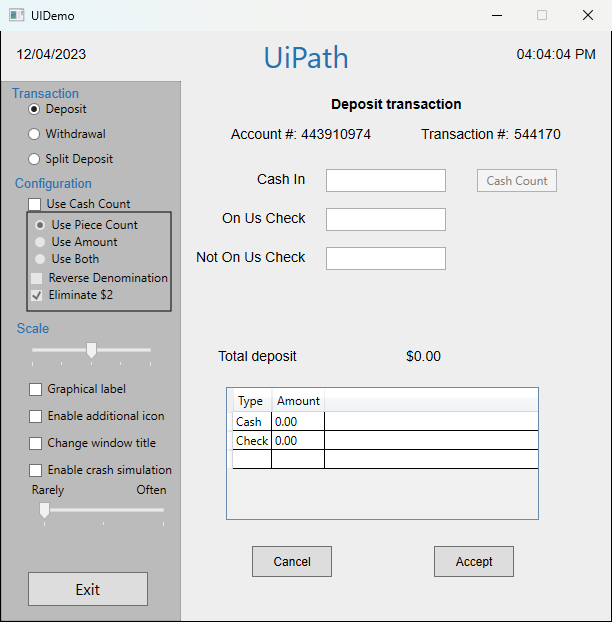 UIDemo
12/04/2023
UiPath
04:04:04 PM
Transaction
Deposit
Withdrawal
Split Deposit
Configuration
Use Cash Count
Use Piece Count
Use Amount
Use Both
Reverse Denomination
Eliminate $2
Scale
Graphical label
Enable additional icon
Change window title
Enable crash simulation
Rarely Often
Exit
Deposit transaction
Account #: 443910974 Transaction #: 544170
Cash In Cash Count
On Us Check
Not On Us Check
Total deposit $0.00
Type Amount
Cash 0.00
Check 0.00
Cancel Accept